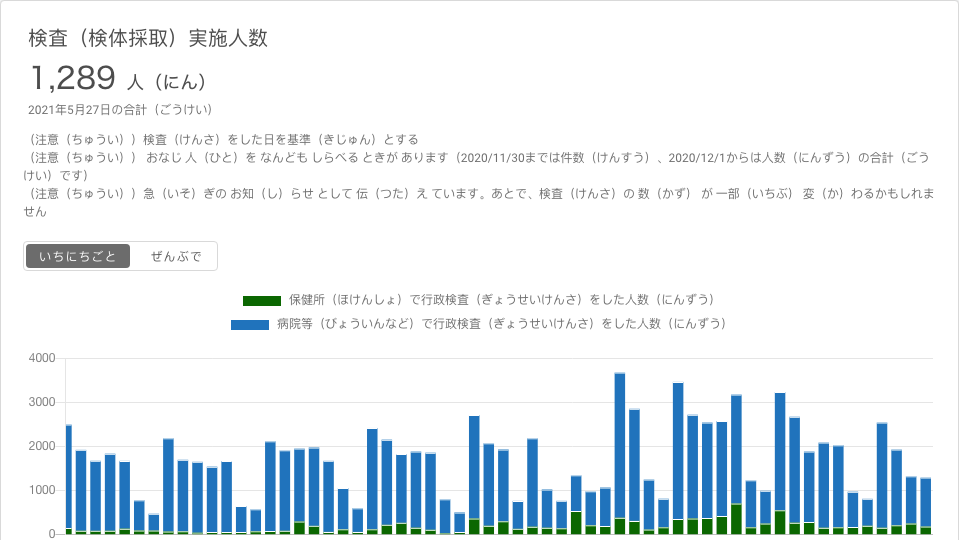 検査（検体採取）実施人数
1,289 人（にん）
2021年5月27日の合計（ごうけい）
（注意（ちゅうい））検査（けんさ）をした日を基準（きじゅん）とする
（注意（ちゅうい）） おなじ 人（ひと）を なんども しらべる ときが あります（2020/11/30までは件数（けんすう）、2020/12/1からは人数（にんずう）の合計（ごう
けい）です）
（注意（ちゅうい））急（いそ）ぎの お知（し）らせ として 伝（つた）え ています。あとで、検査（けんさ）の 数（かず） が 一部（いちぶ） 変（か）わるかもしれま
せん
いちにちごと ぜんぶで
保健所（ほけんしょ）で行政検査（ぎょうせいけんさ）をした人数（にんずう）
病院等（びょういんなど）で行政検査（ぎょうせいけんさ）をした人数（にんずう）
4000
3000
2000
1000
0